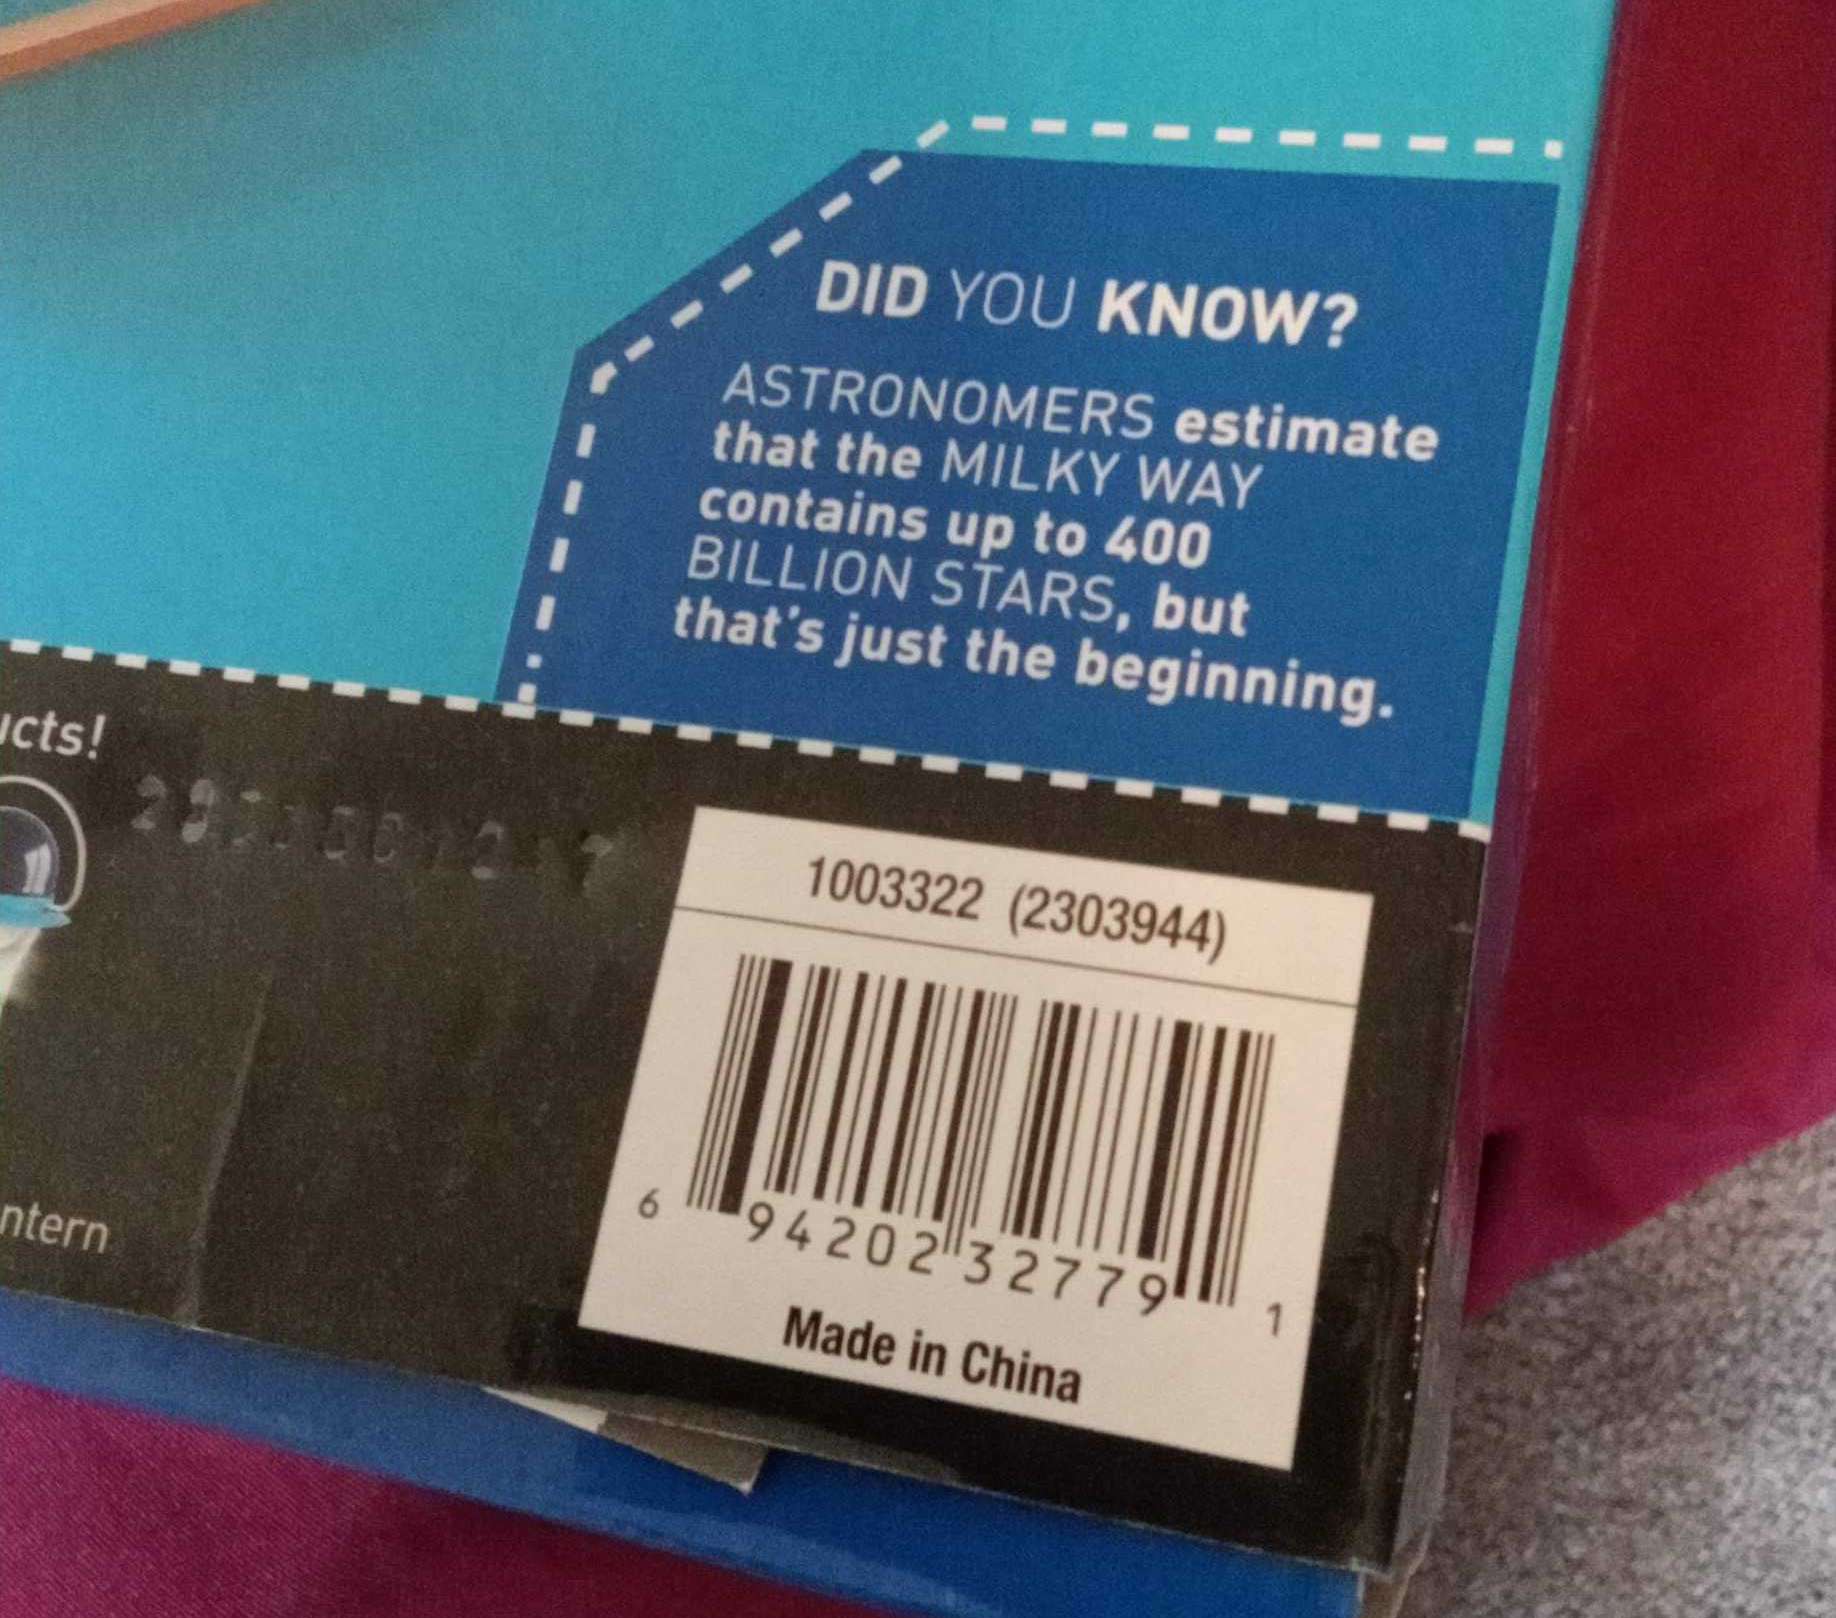 DID YOU KNOW?
ASTRONOMERS estimate
that the MILKY WAY
contains up to 400
BILLION STARS, but
that's just the beginning.
ucts!
1003322 (2303944)
6 94202 32779 1
ntern
Made in China